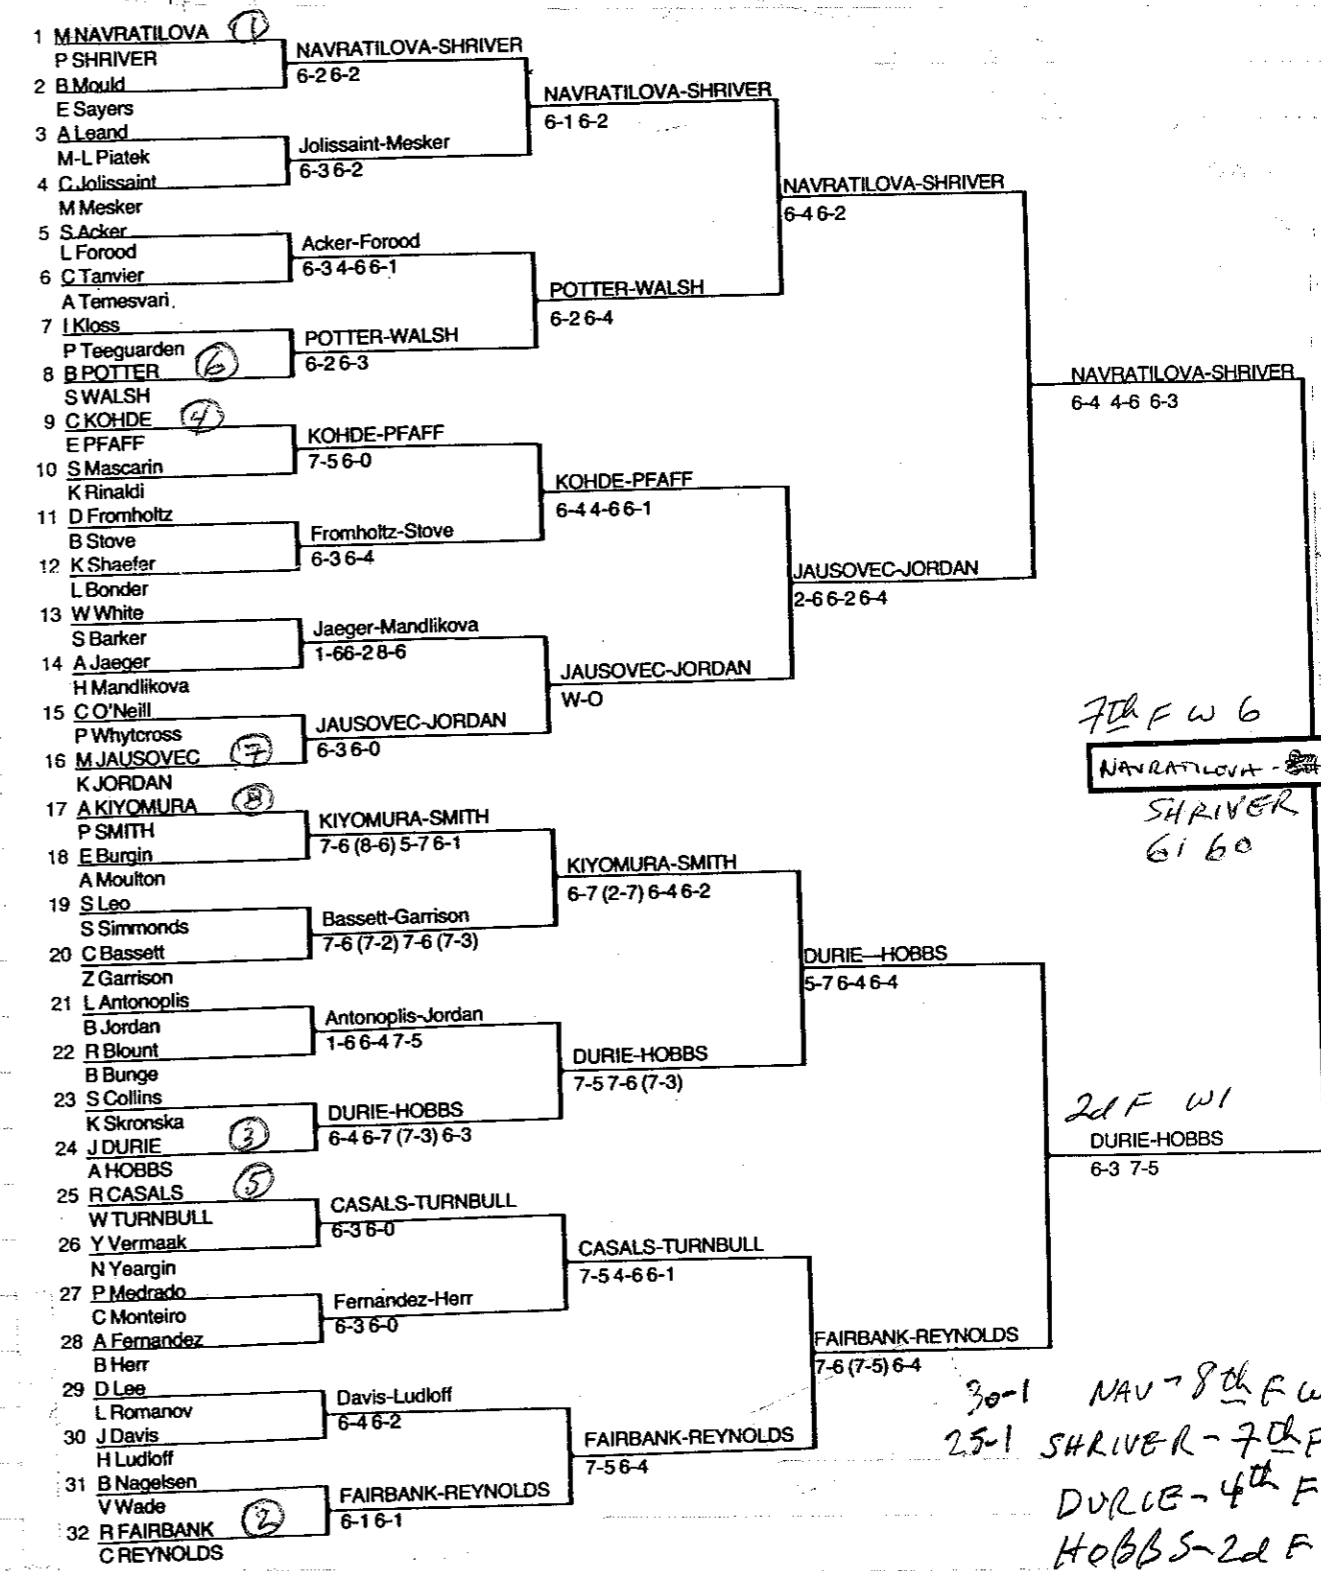 1 M NAVRATILOVA (1)
P SHRIVER
2 B Mould
E Sayers
3 A Leand
M-L Piatek
4 C Jolissaint
M Mesker
5 S Acker
L Forood
6 C Tanvier
A Temesvari
7 I Kloss
P Teeguarden
8 B POTTER (6)
S WALSH
9 C KOHDE (4)
E PFAFF
10 S Mascarin
K Rinaldi
11 D Fromholtz
B Stove
12 K Shaefer
L Bonder
13 W White
S Barker
14 A Jaeger
H Mandlikova
15 C O'Neill
P Whytcross
16 M JAUSOVEC (7)
K JORDAN
17 A KIYOMURA (8)
P SMITH
18 E Burgin
A Moulton
19 S Leo
S Simmonds
20 C Bassett
Z Garrison
21 L Antonoplis
B Jordan
22 R Blount
B Bunge
23 S Collins
K Skronska
24 J DURIE (3)
A HOBBS
25 R CASALS (5)
W TURNBULL
26 Y Vermaak
N Yeargin
27 P Medrado
C Monteiro
28 A Fernandez
B Herr
29 D Lee
L Romanov
30 J Davis
H Ludloff
31 B Nagelsen
V Wade
32 R FAIRBANK (2)
C REYNOLDS
NAVRATILOVA-SHRIVER
6-2 6-2
Jolissaint-Mesker
6-3 6-2
Acker-Forood
6-3 4-6 6-1
POTTER-WALSH
6-2 6-3
KOHDE-PFAFF
7-5 6-0
Fromholtz-Stove
6-3 6-4
Jaeger-Mandlikova
1-6 6-2 8-6
JAUSOVEC-JORDAN
6-3 6-0
KIYOMURA-SMITH
7-6 (8-6) 5-7 6-1
Bassett-Garrison
7-6 (7-2) 7-6 (7-3)
Antonoplis-Jordan
1-6 6-4 7-5
DURIE-HOBBS
6-4 6-7 (7-3) 6-3
CASALS-TURNBULL
6-3 6-0
Fernandez-Herr
6-3 6-0
Davis-Ludloff
6-4 6-2
FAIRBANK-REYNOLDS
6-1 6-1
NAVRATILOVA-SHRIVER
6-1 6-2
POTTER-WALSH
6-2 6-4
KOHDE-PFAFF
6-4 4-6 6-1
JAUSOVEC-JORDAN
W-O
KIYOMURA-SMITH
6-7 (2-7) 6-4 6-2
DURIE-HOBBS
7-5 7-6 (7-3)
CASALS-TURNBULL
7-5 4-6 6-1
FAIRBANK-REYNOLDS
7-5 6-4
NAVRATILOVA-SHRIVER
6-4 6-2
JAUSOVEC-JORDAN
2-6 6-2 6-4
DURIE—HOBBS
5-7 6-4 6-4
FAIRBANK-REYNOLDS
7-6 (7-5) 6-4
NAVRATILOVA-SHRIVER
6-4 4-6 6-3
2d F W1
DURIE-HOBBS
6-3 7-5
7th F W 6
NAVRATILOVA-
SHRIVER
61 60
30-1 NAV - 8th F W
25-1 SHRIVER - 7th F
DURIE - 4th F
HOBBS - 2d F